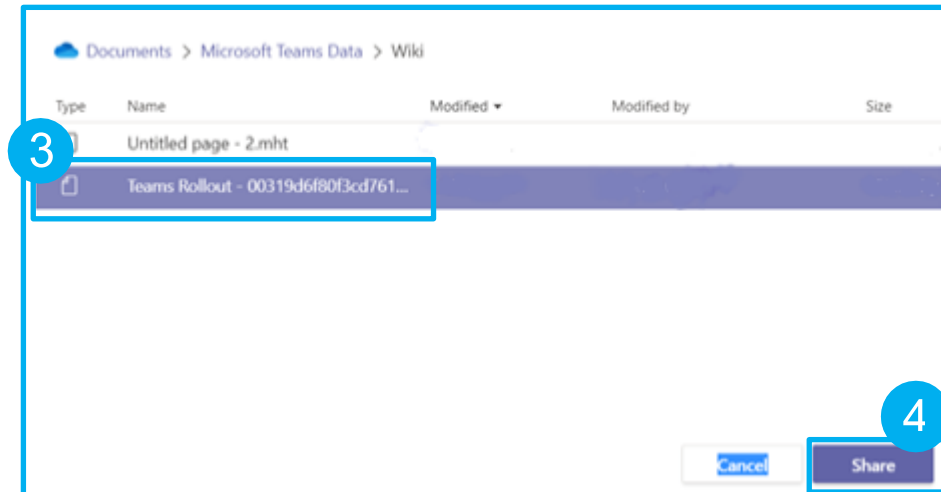 Documents > Microsoft Teams Data > Wiki
Type Name Modified Modified by Size
3
Untitled page - 2.mht
Teams Rollout - 00319d6f80f3cd761...
4
Cancel Share